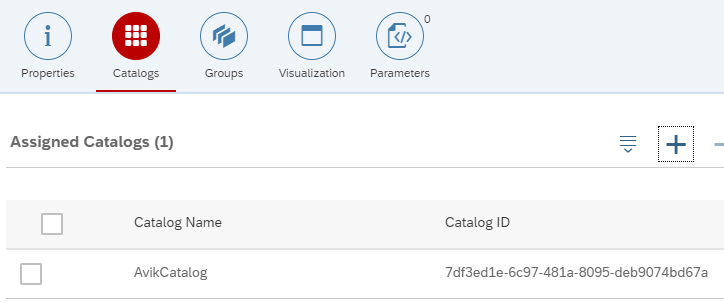 0
Properties Catalogs Groups Visualization Parameters
Assigned Catalogs (1)
Catalog Name Catalog ID
AvikCatalog 7df3ed1e-6c97-481a-8095-deb9074bd67a